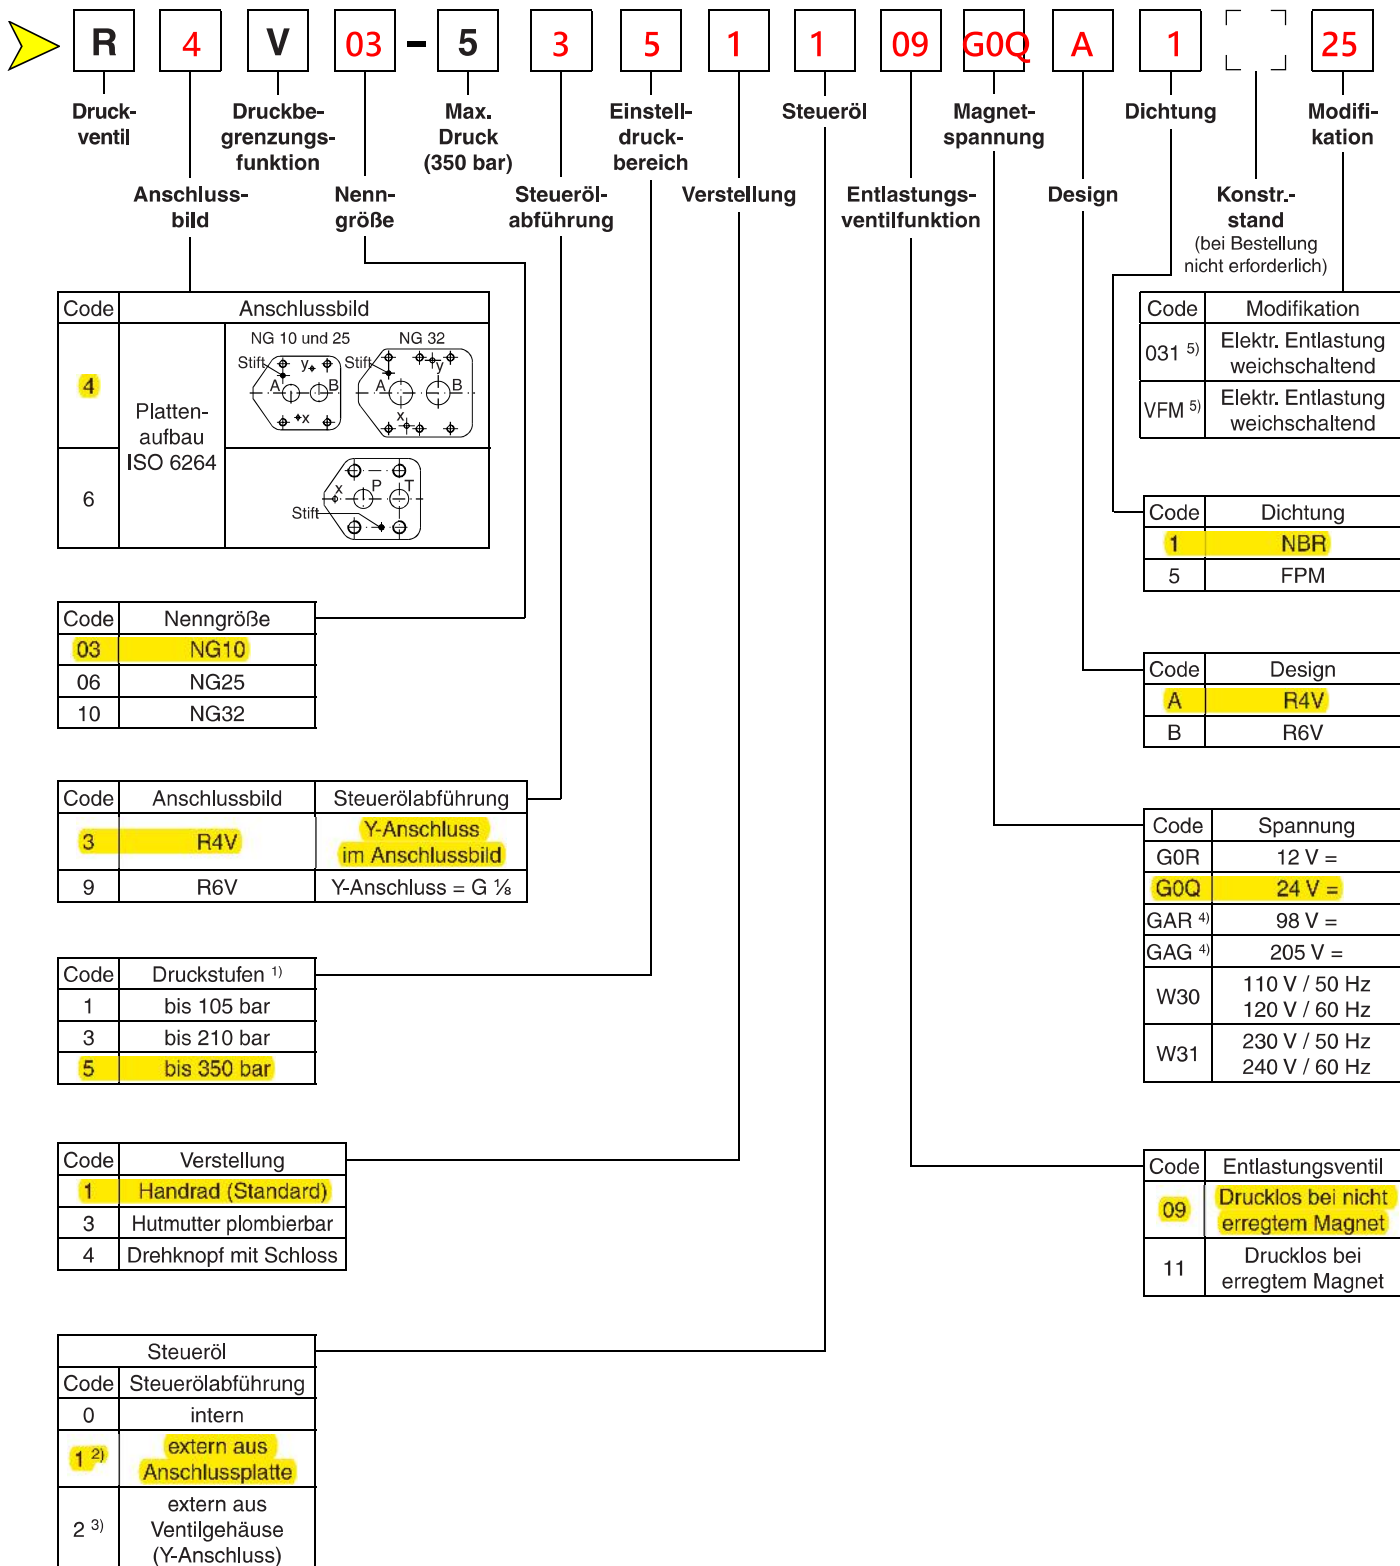 R 4 V 03 - 5 3 5 1 1 09 G0Q A 1 25
Druck-
ventil
Druckbe-
grenzungs-
funktion
Max.
Druck
(350 bar)
Einstell-
druck-
bereich
Steueröl
Magnet-
spannung
Dichtung
Modifi-
kation
Anschluss-
bild
Nenn-
größe
Steueröl-
abführung
Verstellung
Entlastungs-
ventilfunktion
Design
Konstr.-
stand
(bei Bestellung
nicht erforderlich)
Code Anschlussbild
4
Platten-
aufbau
ISO 6264
NG 10 und 25
Stift y A B x
NG 32
Stift y A B x
6
x P T
Stift
Code Nenngröße
03 NG10
06 NG25
10 NG32
Code Anschlussbild Steuerölabführung
3 R4V Y-Anschluss
im Anschlussbild
9 R6V Y-Anschluss = G ⅛
Code Druckstufen 1)
1 bis 105 bar
3 bis 210 bar
5 bis 350 bar
Code Verstellung
1 Handrad (Standard)
3 Hutmutter plombierbar
4 Drehknopf mit Schloss
Steueröl
Code Steuerölabführung
0 intern
1 2) extern aus
Anschlussplatte
2 3) extern aus
Ventilgehäuse
(Y-Anschluss)
Code Modifikation
031 5) Elektr. Entlastung
weichschaltend
VFM 5) Elektr. Entlastung
weichschaltend
Code Dichtung
1 NBR
5 FPM
Code Design
A R4V
B R6V
Code Spannung
G0R 12 V =
G0Q 24 V =
GAR 4) 98 V =
GAG 4) 205 V =
W30 110 V / 50 Hz
120 V / 60 Hz
W31 230 V / 50 Hz
240 V / 60 Hz
Code Entlastungsventil
09 Drucklos bei nicht
erregtem Magnet
11 Drucklos bei
erregtem Magnet